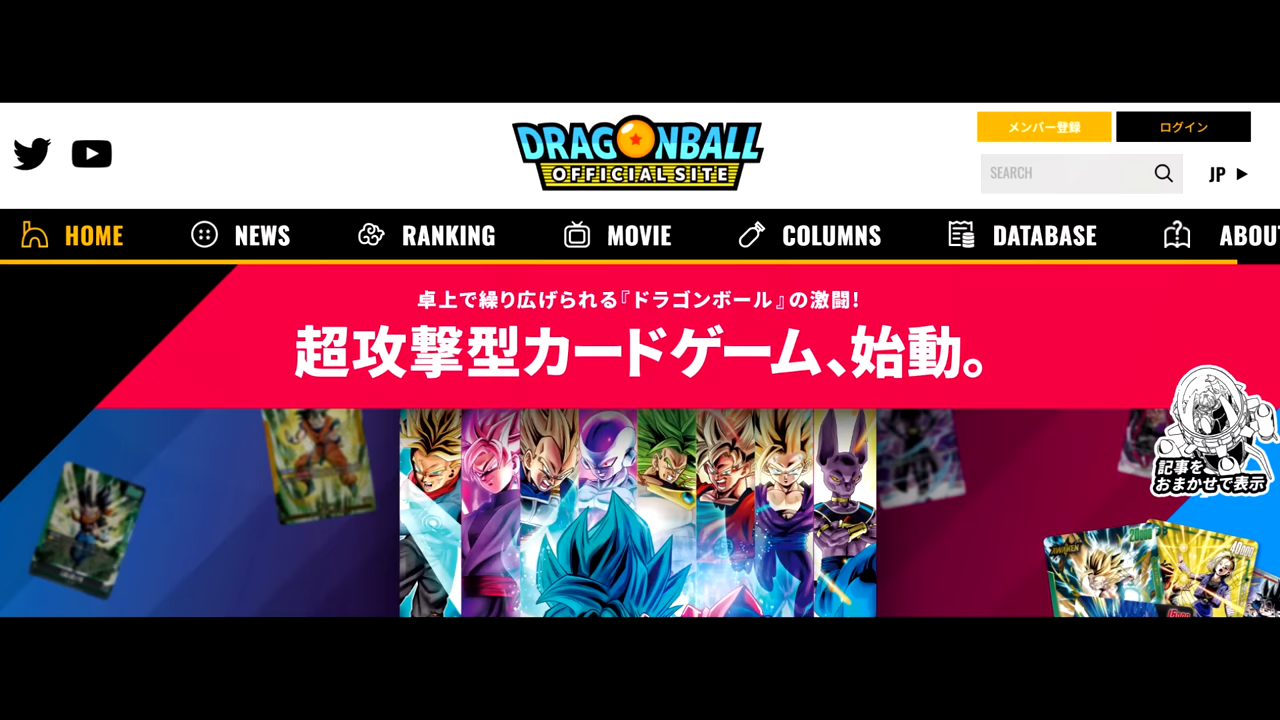 DRAGONBALL
OFFICIAL SITE
メンバー登録
ログイン
SEARCH
JP
HOME
NEWS
RANKING
MOVIE
COLUMNS
DATABASE
ABOU
卓上で繰り広げられる『ドラゴンボール』の激闘!
超攻撃型カードゲーム、始動。
記事を
おまかせで表示
AWAKEN